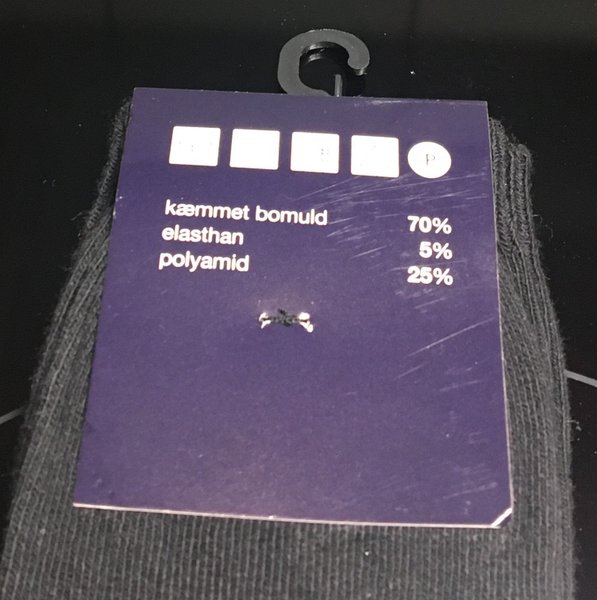 P
kæmmet bomuld 70%
elasthan 5%
polyamid 25%